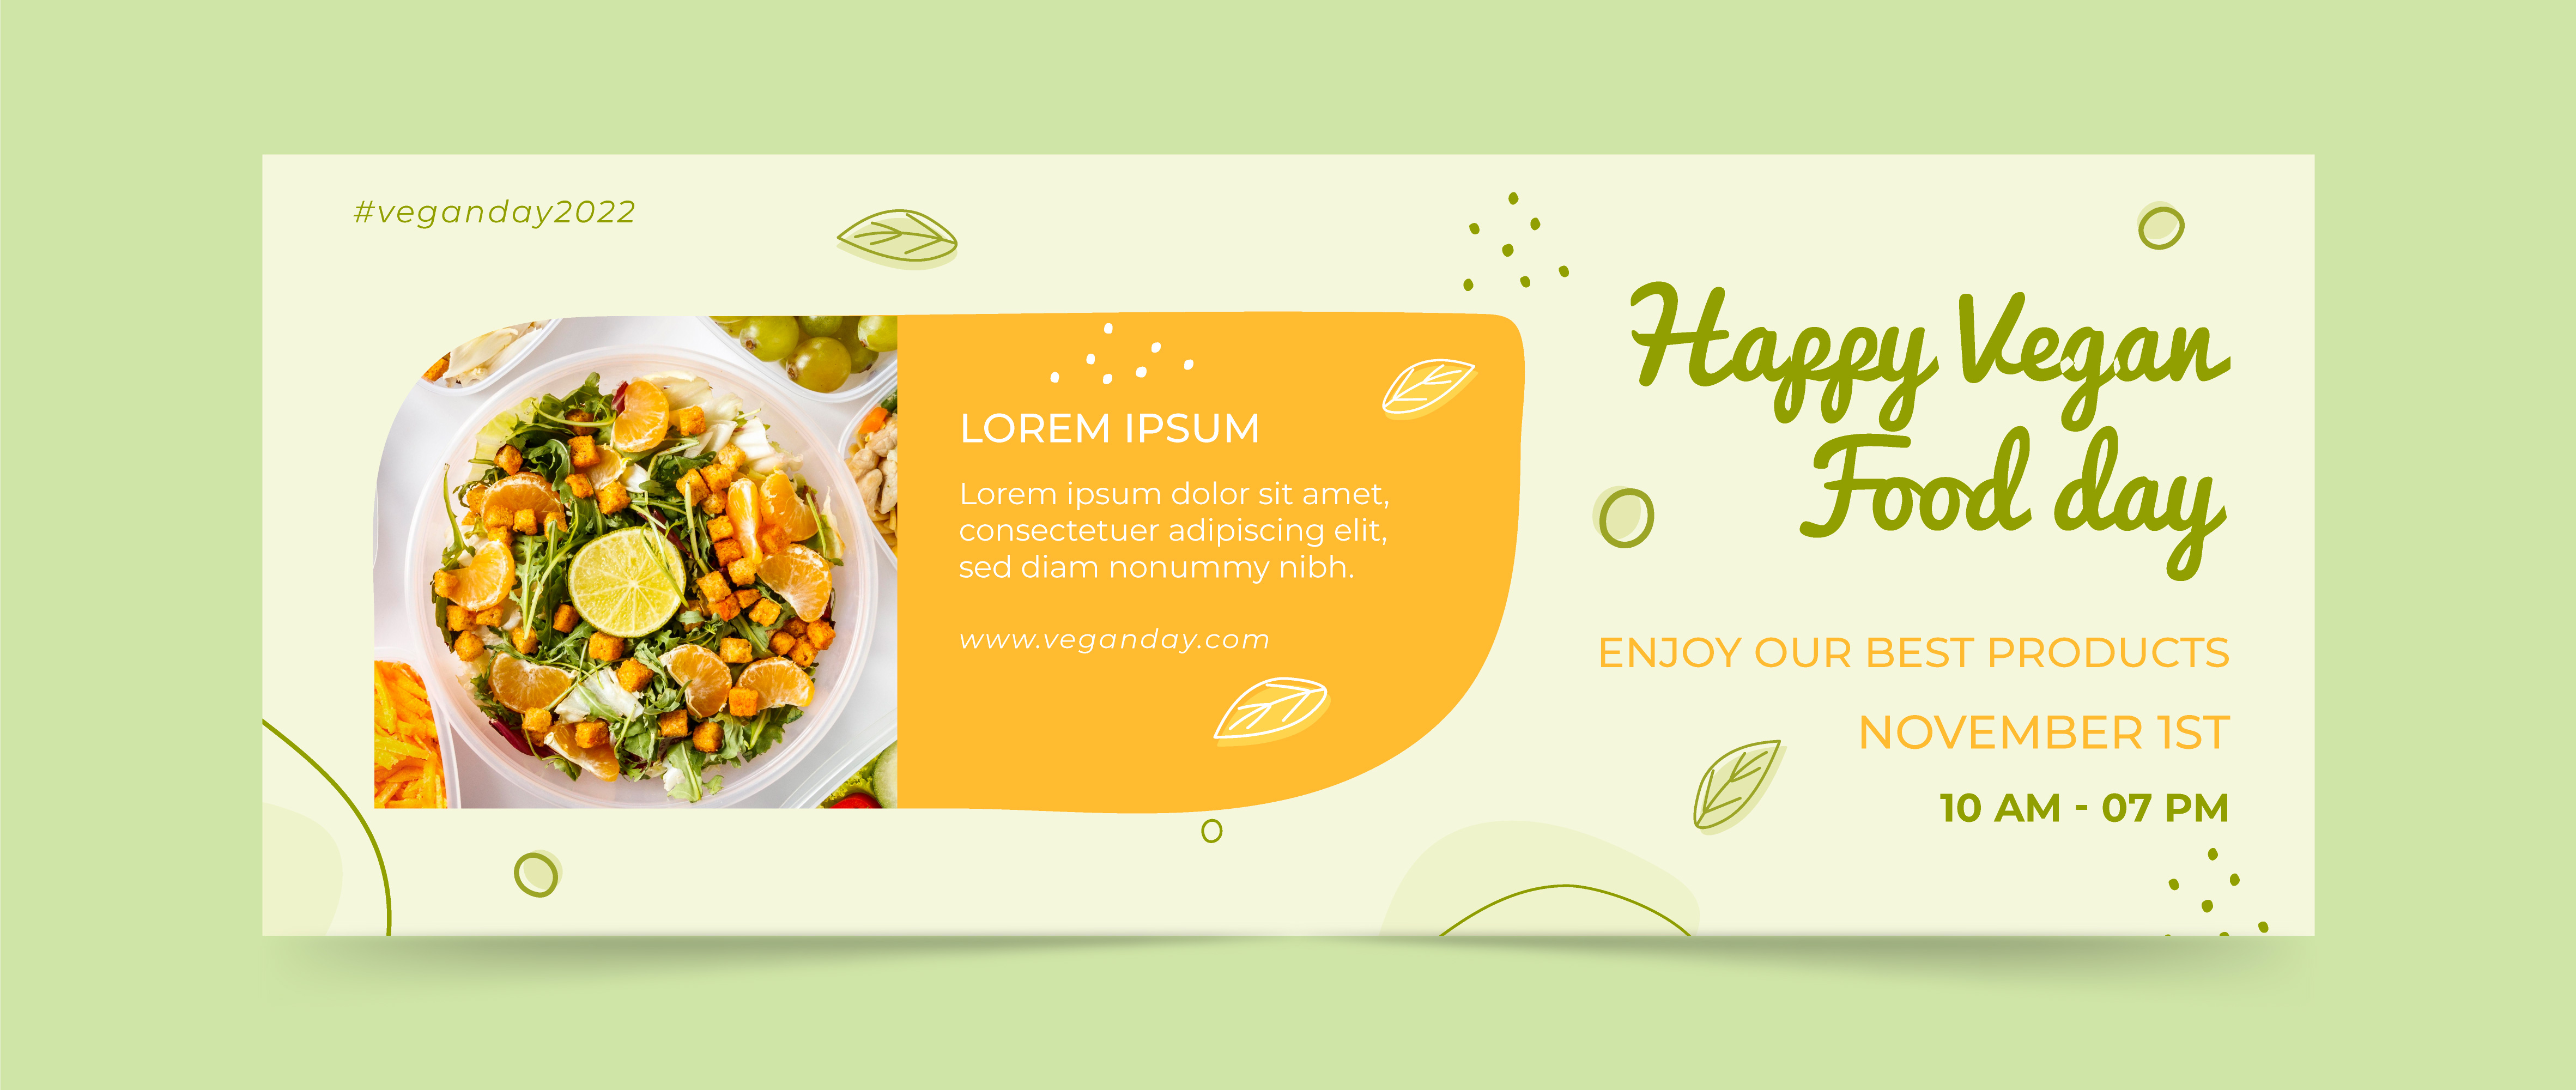 #veganday2022
LOREM IPSUM
Lorem ipsum dolor sit amet,
consectetuer adipiscing elit,
sed diam nonummy nibh.
www.veganday.com
Happy Vegan
Food day
ENJOY OUR BEST PRODUCTS
NOVEMBER 1ST
10 AM - 07 PM